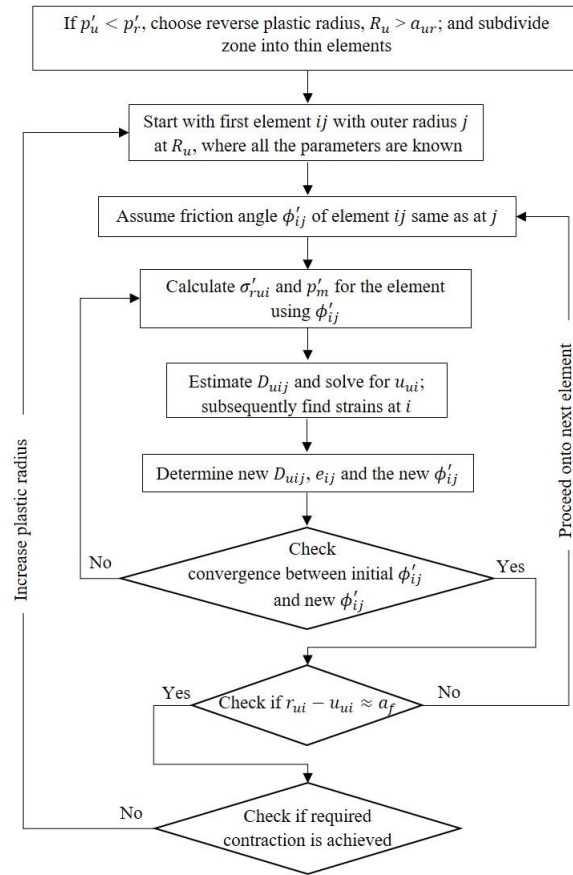 If p′ᵤ < p′ᵣ, choose reverse plastic radius, Rᵤ > aᵤᵣ; and subdivide
zone into thin elements
Start with first element ij with outer radius j
at Rᵤ, where all the parameters are known
Assume friction angle ϕ′ᵢⱼ of element ij same as at j
Calculate σ′ᵣᵤᵢ and p′ₘ for the element
using ϕ′ᵢⱼ
Estimate Dᵤᵢⱼ and solve for uᵤᵢ;
subsequently find strains at i
Determine new Dᵤᵢⱼ, eᵢⱼ and the new ϕ′ᵢⱼ
No
Check
convergence between initial ϕ′ᵢⱼ
and new ϕ′ᵢⱼ
Yes
Yes
Check if rᵤᵢ − uᵤᵢ ≈ a_f
No
No
Check if required
contraction is achieved
Increase plastic radius
Proceed onto next element